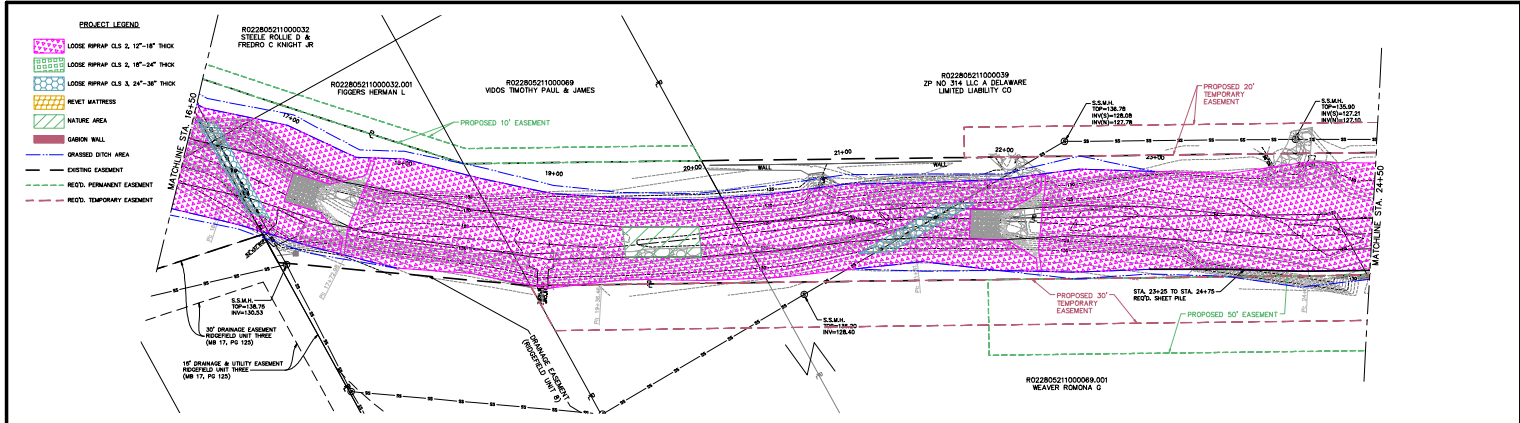 PROJECT LEGEND
LOOSE RIPRAP CLS 2, 12"-18" THICK
LOOSE RIPRAP CLS 2, 18"-24" THICK
LOOSE RIPRAP CLS 3, 24"-36" THICK
REVET MATTRESS
NATURE AREA
GABION WALL
GRASSED DITCH AREA
EXISTING EASEMENT
REQ'D. PERMANENT EASEMENT
REQ'D. TEMPORARY EASEMENT
R022805211000032
STEELE ROLLIE D &
FREDRO C KNIGHT JR
R022805211000032.001
FIGGERS HERMAN L
R022805211000069
VIDOS TIMOTHY PAUL & JAMES
R022805211000039
ZP NO 314 LLC A DELAWARE
LIMITED LIABILITY CO
PROPOSED 20'
TEMPORARY
EASEMENT
S.S.M.H.
TOP=136.78
INV(S)=128.08
INV(N)=127.78
S.S.M.H.
TOP=135.90
INV(S)=127.21
INV(N)=127.15
PROPOSED 10' EASEMENT
MATCHLINE STA. 16+50
MATCHLINE STA. 24+50
17+00
19+00
20+00
WALL
21+00
WALL
22+00
23+00
S.S.M.H.
TOP=138.75
INV=130.53
30' DRAINAGE EASEMENT
RIDGEFIELD UNIT THREE
(MB 17, PG 125)
15' DRAINAGE & UTILITY EASEMENT
RIDGEFIELD UNIT THREE
(MB 17, PG 125)
DRAINAGE EASEMENT
(RIDGEFIELD UNIT 8)
S.S.M.H.
TOP=135.20
INV=128.40
PROPOSED 30'
TEMPORARY
EASEMENT
STA. 23+25 TO STA. 24+75
REQ'D. SHEET PILE
PROPOSED 50' EASEMENT
R022805211000069.001
WEAVER ROMONA G